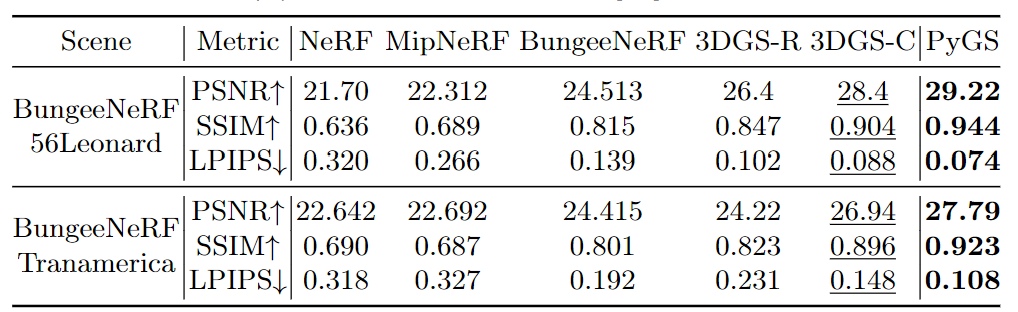 Scene Metric NeRF MipNeRF BungeeNeRF 3DGS-R 3DGS-C PyGS
BungeeNeRF 56Leonard
PSNR↑ 21.70 22.312 24.513 26.4 28.4 29.22
SSIM↑ 0.636 0.689 0.815 0.847 0.904 0.944
LPIPS↓ 0.320 0.266 0.139 0.102 0.088 0.074
BungeeNeRF Tranamerica
PSNR↑ 22.642 22.692 24.415 24.22 26.94 27.79
SSIM↑ 0.690 0.687 0.801 0.823 0.896 0.923
LPIPS↓ 0.318 0.327 0.192 0.231 0.148 0.108